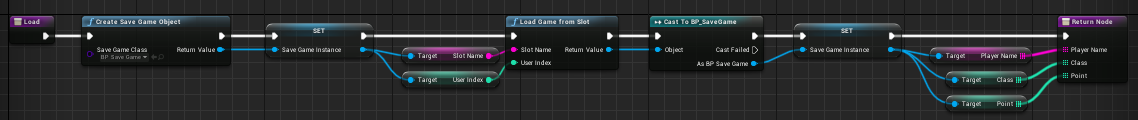 Load
Create Save Game Object
Save Game Class
BP Save Game
Return Value
SET
Save Game Instance
Target
Slot Name
Target
User Index
Load Game from Slot
Slot Name
Return Value
User Index
Cast To BP_SaveGame
Object
Cast Failed
As BP Save Game
SET
Save Game Instance
Target
Player Name
Target
Class
Target
Point
Return Node
Player Name
Class
Point